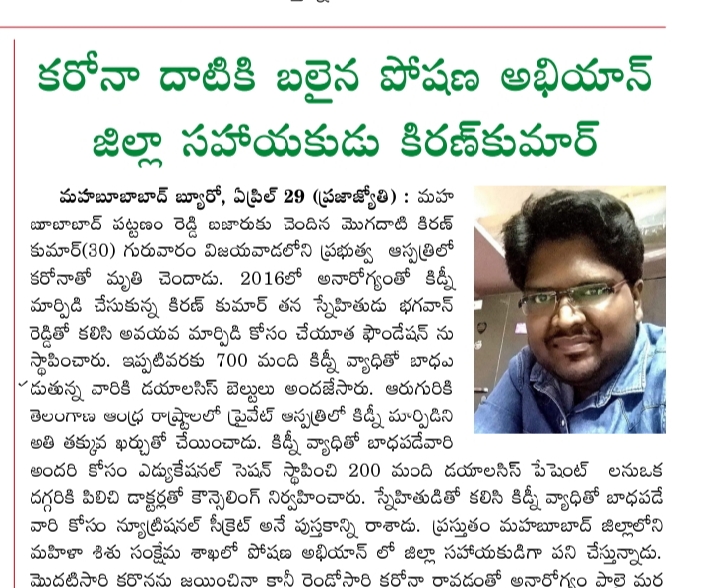 కరోనా దాటికి బలైన పోషణ అభియాన్
జిల్లా సహాయకుడు కిరణ్‌కుమార్
మహబూబాబాద్ బ్యూరో, ఏప్రిల్ 29 (ప్రజాజ్యోతి) : మహ
బూబాబాద్ పట్టణం రెడ్డి బజారుకు చెందిన మొగదాటి కిరణ్
కుమార్(30) గురువారం విజయవాడలోని ప్రభుత్వ ఆస్పత్రిలో
కరోనాతో మృతి చెందాడు. 2016లో అనారోగ్యంతో కిడ్నీ
మార్పిడి చేసుకున్న కిరణ్ కుమార్ తన స్నేహితుడు భగవాన్
రెడ్డితో కలిసి అవయవ మార్పిడి కోసం చేయూత ఫౌండేషన్ ను
స్థాపించారు. ఇప్పటివరకు 700 మంది కిడ్నీ వ్యాధితో బాధప
డుతున్న వారికి డయాలసిస్ బెల్టులు అందజేసారు. ఆరుగురికి
తెలంగాణ ఆంధ్ర రాష్ట్రాలలో ప్రైవేట్ ఆస్పత్రిలో కిడ్నీ మార్పిడిని
అతి తక్కువ ఖర్చుతో చేయించాడు. కిడ్నీ వ్యాధితో బాధపడేవారి
అందరి కోసం ఎద్యుకేషనల్ సెషన్ స్థాపించి 200 మంది డయాలసిస్ పేషెంట్ లనుఒక
దగ్గరికి పిలిచి డాక్టర్లతో కౌన్సెలింగ్ నిర్వహించారు. స్నేహితుడితో కలిసి కిడ్నీ వ్యాధితో బాధపడే
వారి కోసం న్యూట్రిషనల్ సీక్రెట్ అనే పుస్తకాన్ని రాశాడు. ప్రస్తుతం మహబూబాద్ జిల్లాలోని
మహిళా శిశు సంక్షేమ శాఖలో పోషణ అభియాన్ లో జిల్లా సహాయకుడిగా పని చేస్తున్నాడు.
మొదటిసారి కరోనను జయించినా కానీ రెండోసారి కరోనా రావడంతో అనారోగ్యం పాలై మర